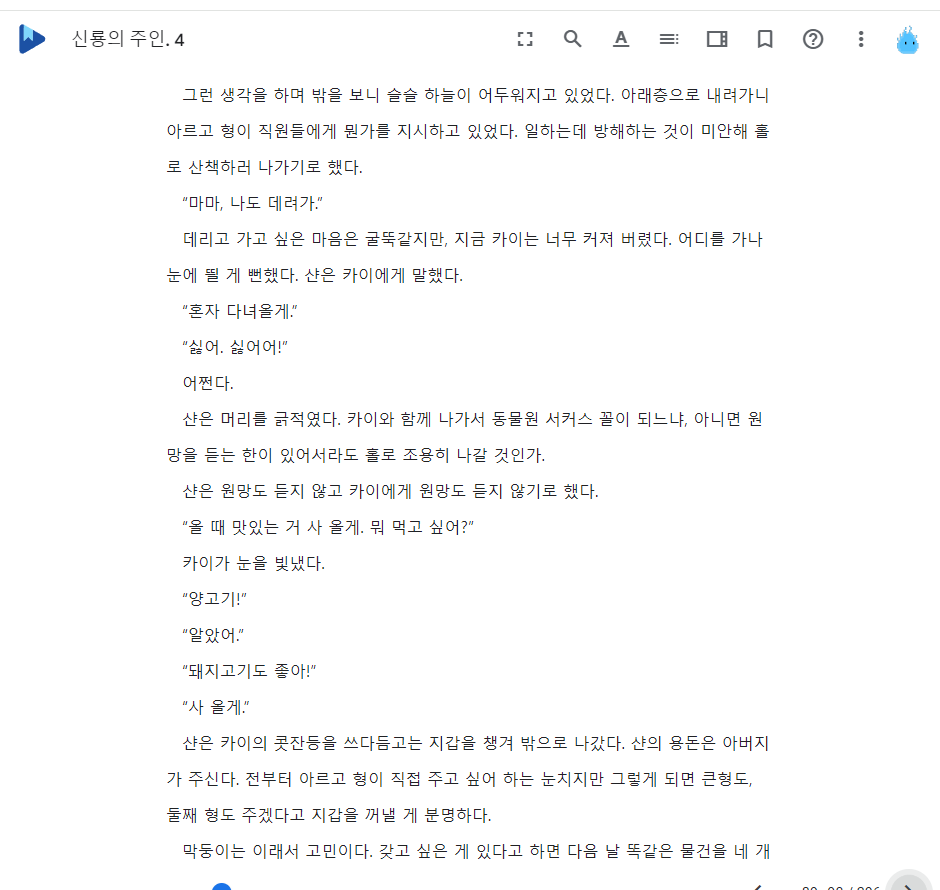 신룡의 주인. 4
그런 생각을 하며 밖을 보니 슬슬 하늘이 어두워지고 있었다. 아래층으로 내려가니
아르고 형이 직원들에게 뭔가를 지시하고 있었다. 일하는데 방해하는 것이 미안해 홀
로 산책하러 나가기로 했다.
“마마, 나도 데려가.”
데리고 가고 싶은 마음은 굴뚝같지만, 지금 카이는 너무 커져 버렸다. 어디를 가나
눈에 띌 게 뻔했다. 샨은 카이에게 말했다.
“혼자 다녀올게.”
“싫어. 싫어어!”
어쩐다.
샨은 머리를 긁적였다. 카이와 함께 나가서 동물원 서커스 꼴이 되느냐, 아니면 원
망을 듣는 한이 있어서라도 홀로 조용히 나갈 것인가.
샨은 원망도 듣지 않고 카이에게 원망도 듣지 않기로 했다.
“올 때 맛있는 거 사 올게. 뭐 먹고 싶어?”
카이가 눈을 빛냈다.
“양고기!”
“알았어.”
“돼지고기도 좋아!”
“사 올게.”
샨은 카이의 콧잔등을 쓰다듬고는 지갑을 챙겨 밖으로 나갔다. 샨의 용돈은 아버지
가 주신다. 전부터 아르고 형이 직접 주고 싶어 하는 눈치지만 그렇게 되면 큰형도,
둘째 형도 주겠다고 지갑을 꺼낼 게 분명하다.
막둥이는 이래서 고민이다. 갖고 싶은 게 있다고 하면 다음 날 똑같은 물건을 네 개